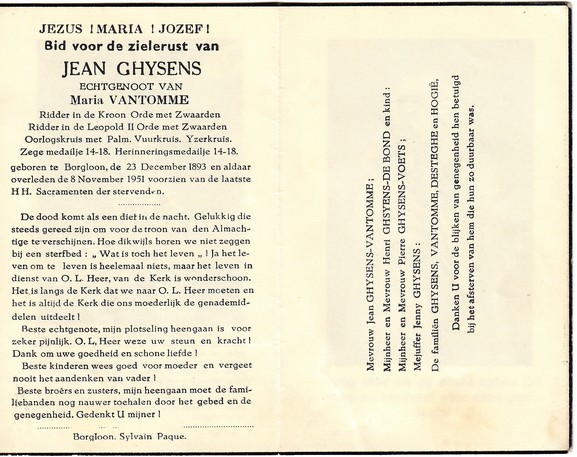 JEZUS ! MARIA ! JOZEF !
Bid voor de zielerust van
JEAN GHYSENS
ECHTGENOOT VAN
Maria VANTOMME
Ridder in de Kroon Orde met Zwaarden
Ridder in de Leopold II Orde met Zwaarden
Oorlogskruis met Palm. Vuurkruis. Yzerkruis.
Zege medailje 14-18. Herinneringsmedailje 14-18.
geboren te Borgloon, de 23 December 1893 en aldaar
overleden de 8 November 1951 voorzien van de laatste
H H. Sacramenten der stervenden.
De dood komt als een dief in de nacht. Gelukkig die
steeds gereed zijn om voor de troon van den Almach-
tige te verschijnen. Hoe dikwijls horen we niet zeggen
bij een sterfbed : „ Wat is toch het leven „ ! Ja het le-
ven om te leven is heelemaal niets, maar het leven in
dienst van O. L. Heer, van de Kerk is wonderschoon.
Het is langs de Kerk dat we naar O. L. Heer moeten en
het is altijd de Kerk die ons moederlijk de genademid-
delen uitdeelt !
Beste echtgenote, mijn plotseling heengaan is voor
zeker pijnlijk. O. L, Heer weze uw steun en kracht !
Dank om uwe goedheid en schone liefde !
Beste kinderen wees goed voor moeder en vergeet
nooit het aandenken van vader !
Beste broêrs en zusters, mijn heengaan moet de fami-
liebanden nog nauwer toehalen door het gebed en de
genegenheid. Gedenkt U mijner !
Borgloon. Sylvain Paque.
Mevrouw Jean GHYSENS-VANTOMME ;
Mijnheer en Mevrouw Henri GHSYENS-DE BOND en kind ;
Mijnheer en Mevrouw Pierre GHYSENS-VOETS ;
Mejuffer Jenny GHYSENS ;
De familiën GHYSENS, VANTOMME, DESTEGHE en HOGIÉ,
Danken U voor de blijken van genegenheid hen betuigd
bij het afsterven van hem die hun zo duurbaar was.